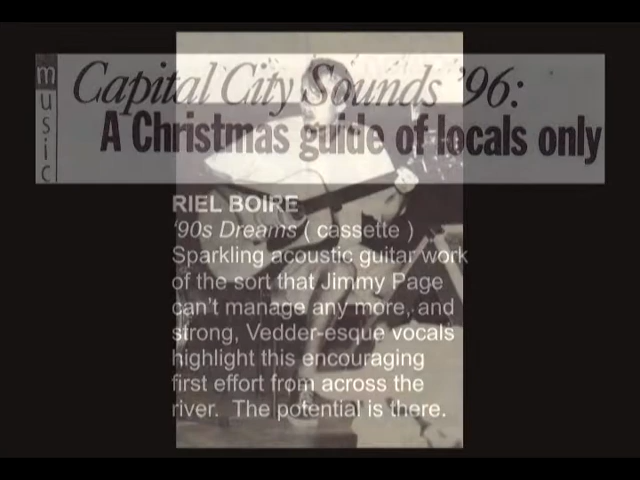 music
Capital City Sounds '96:
A Christmas guide of locals only
RIEL BOIRE
'90s Dreams ( cassette )
Sparkling acoustic guitar work
of the sort that Jimmy Page
can't manage any more, and
strong, Vedder-esque vocals
highlight this encouraging
first effort from across the
river. The potential is there.